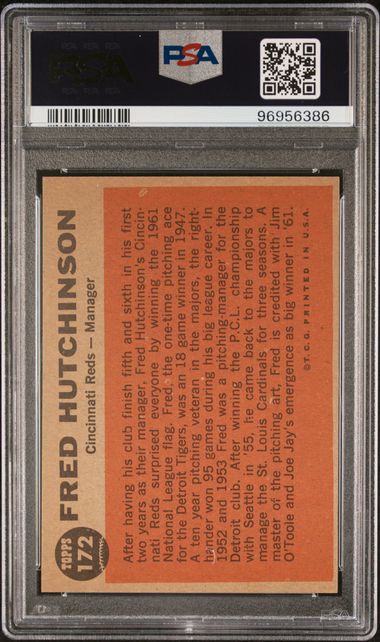 PSA
PSA
96956386
TOPPS
172
FRED HUTCHINSON
Cincinnati Reds — Manager
After having his club finish fifth and sixth in his first
two years as their manager, Fred Hutchinson's Cincin-
nati Reds surprised everyone by winning the 1961
National League flag. Fred, the one-time pitching ace
for the Detroit Tigers, was an 18 game winner in 1947.
A ten year pitching veteran in the majors, the right-
hander won 95 games during his big league career. In
1952 and 1953 Fred was a pitching-manager for the
Detroit club. After winning the P.C.L. championship
with Seattle in '55, he came back to the majors to
manage the St. Louis Cardinals for three seasons. A
master of the pitching art, Fred is credited with Jim
O'Toole and Joe Jay's emergence as big winner in '61.
©T.C.G. PRINTED IN U.S.A.
PSA